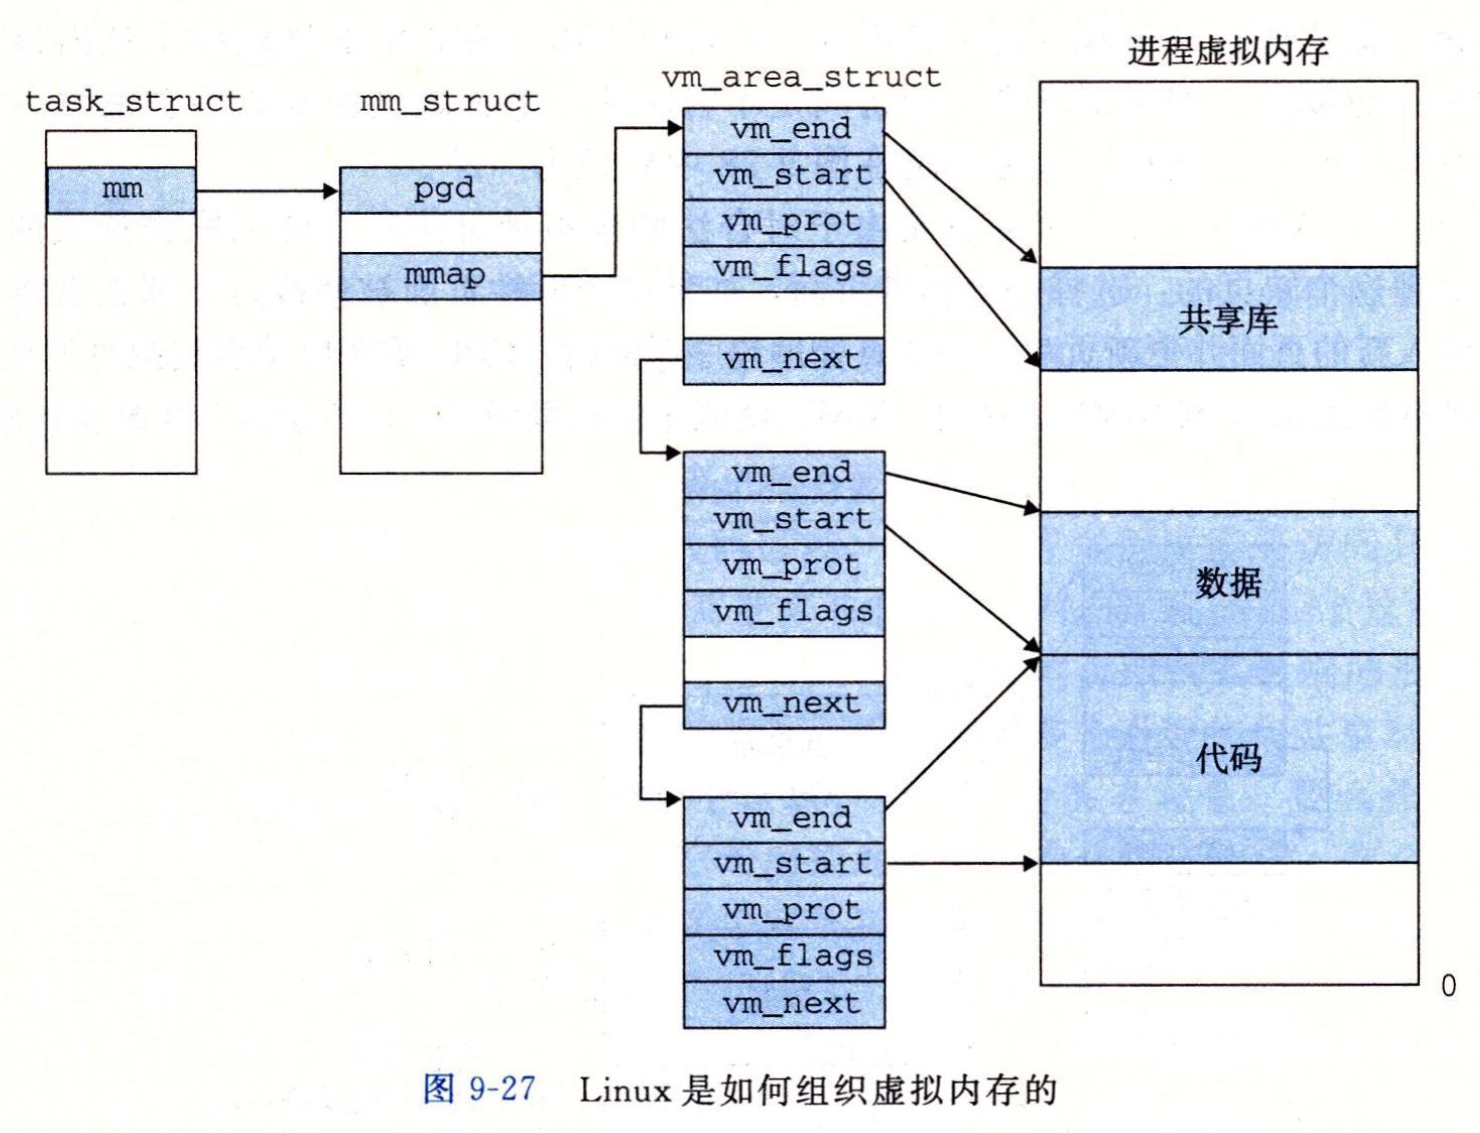 task_struct
mm
mm_struct
pgd
mmap
vm_area_struct
vm_end
vm_start
vm_prot
vm_flags
vm_next
vm_end
vm_start
vm_prot
vm_flags
vm_next
vm_end
vm_start
vm_prot
vm_flags
vm_next
进程虚拟内存
共享库
数据
代码
0
图 9-27 Linux 是如何组织虚拟内存的